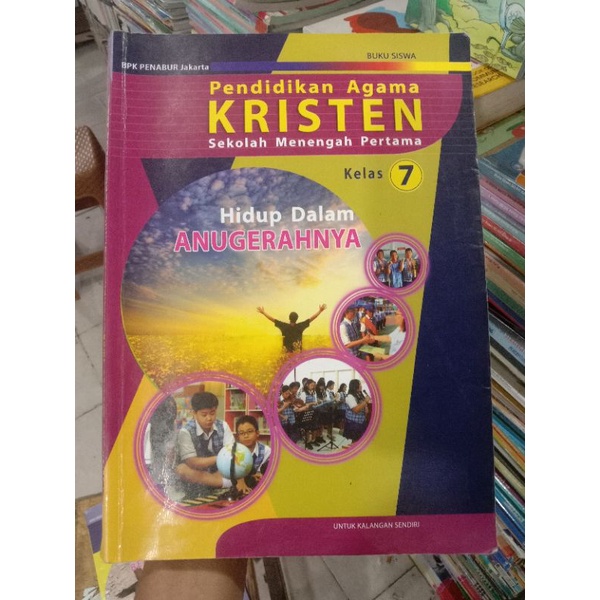 BPK PENABUR Jakarta
BUKU SISWA
Pendidikan Agama
KRISTEN
Sekolah Menengah Pertama
Kelas 7
Hidup Dalam
ANUGERAHNYA
UNTUK KALANGAN SENDIRI